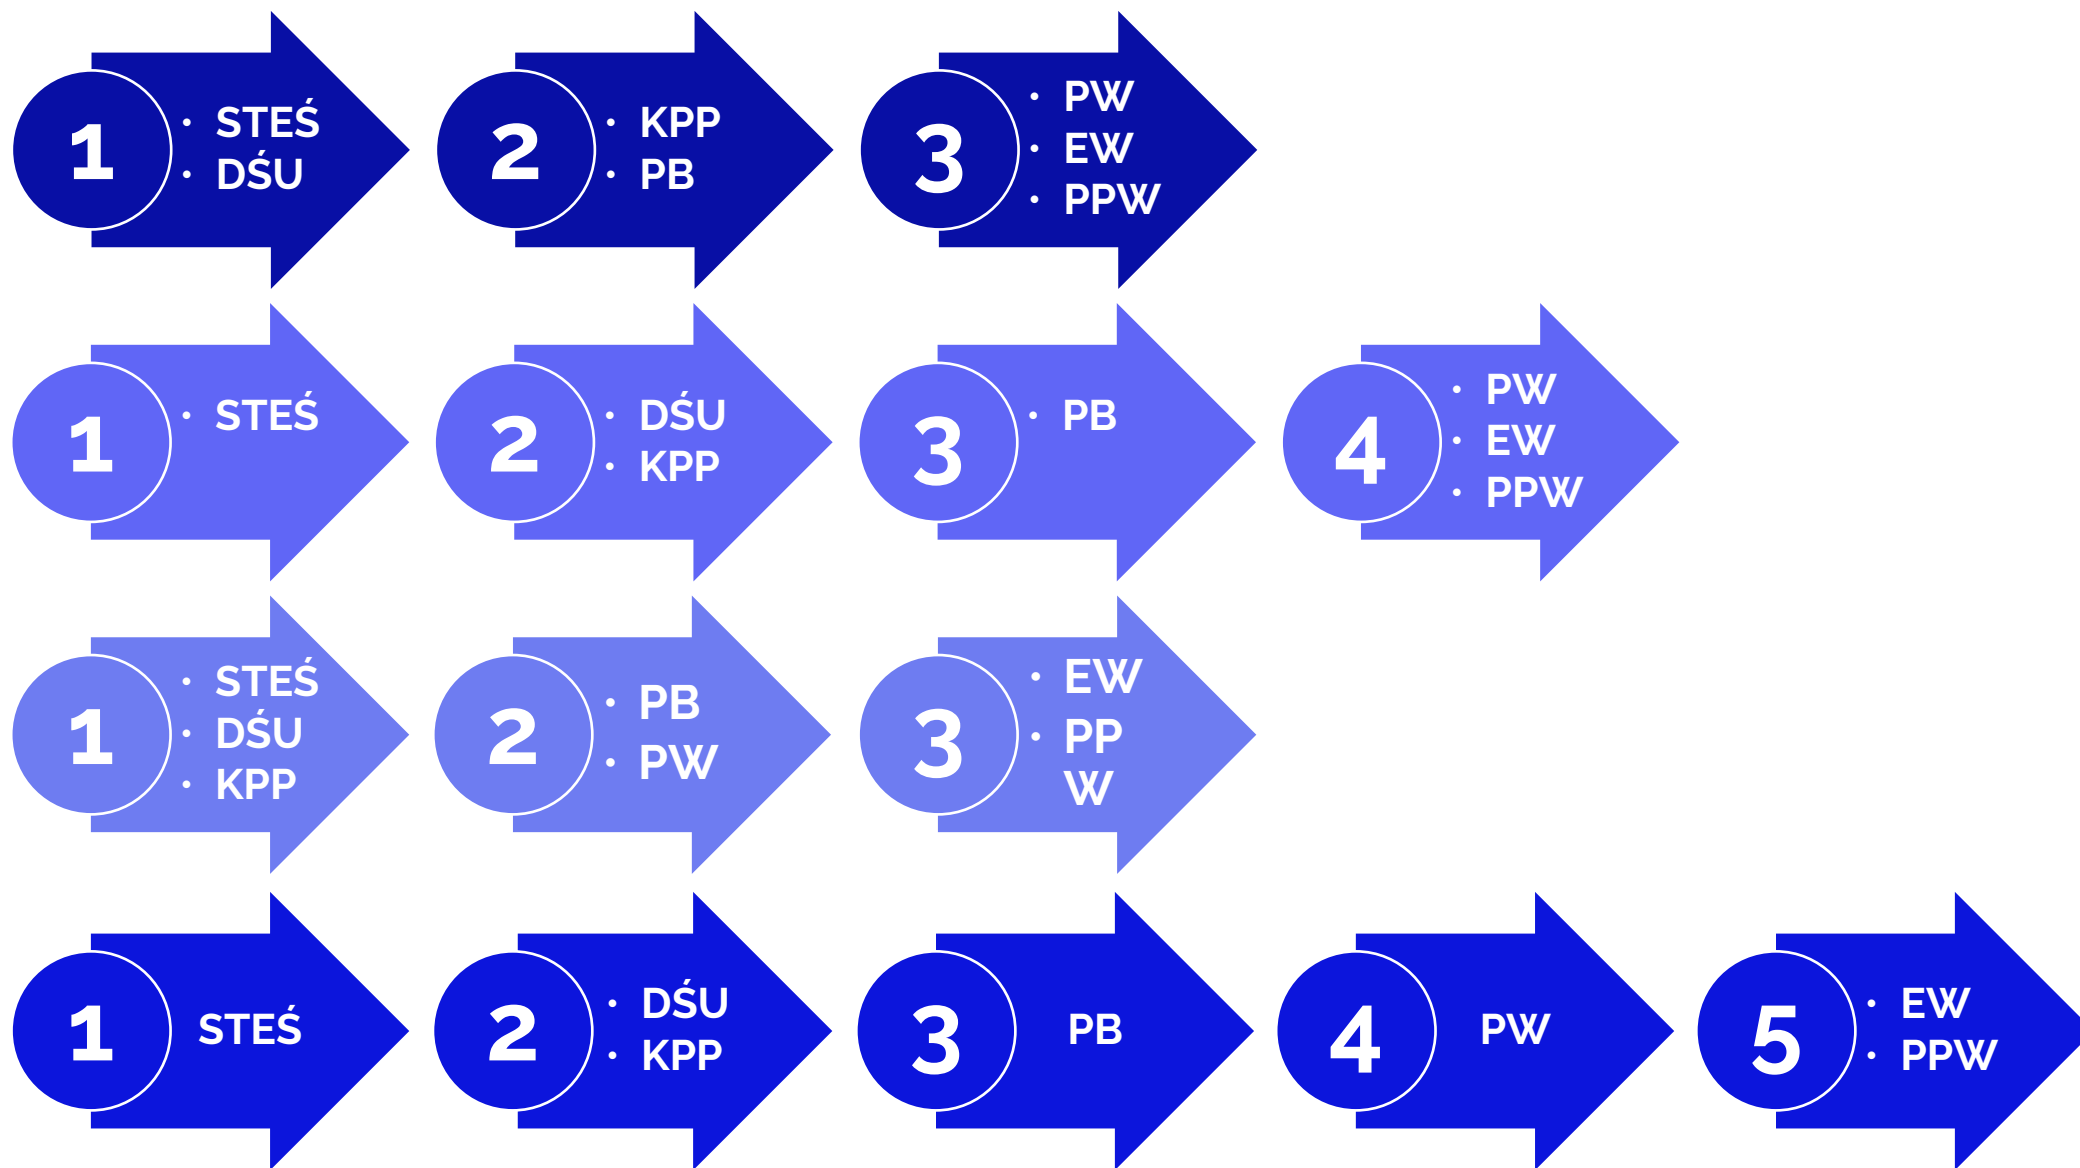 1
• STEŚ
• DŚU
2
• KPP
• PB
3
• PW
• EW
• PPW
1
• STEŚ
2
• DŚU
• KPP
3
• PB
4
• PW
• EW
• PPW
1
• STEŚ
• DŚU
• KPP
2
• PB
• PW
3
• EW
• PP
W
1
STEŚ
2
• DŚU
• KPP
3
PB
4
PW
5
• EW
• PPW